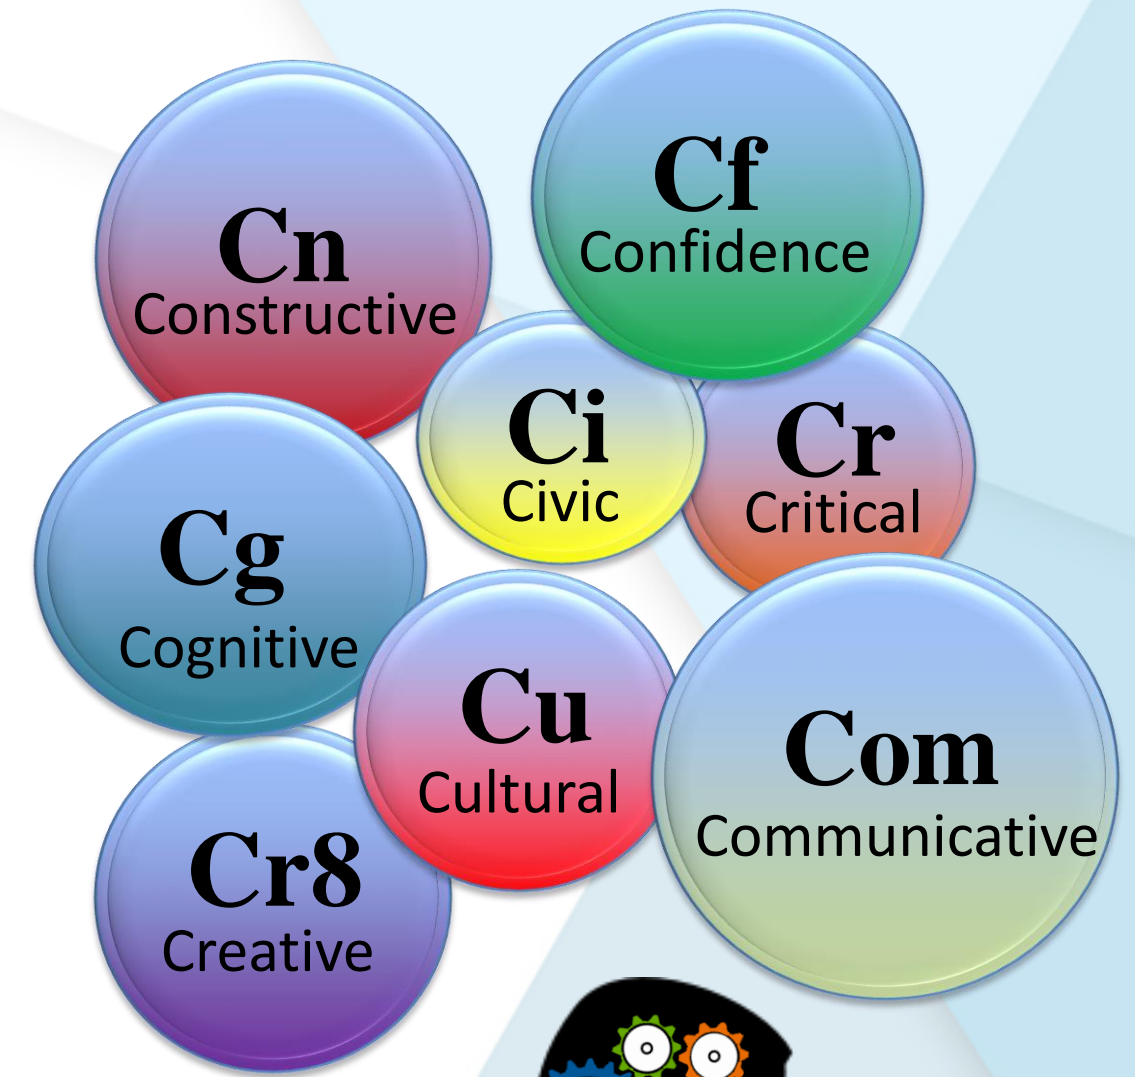 Cf
Confidence
Cn
Constructive
Ci
Civic
Cr
Critical
Cg
Cognitive
Cu
Cultural
Com
Communicative
Cr8
Creative